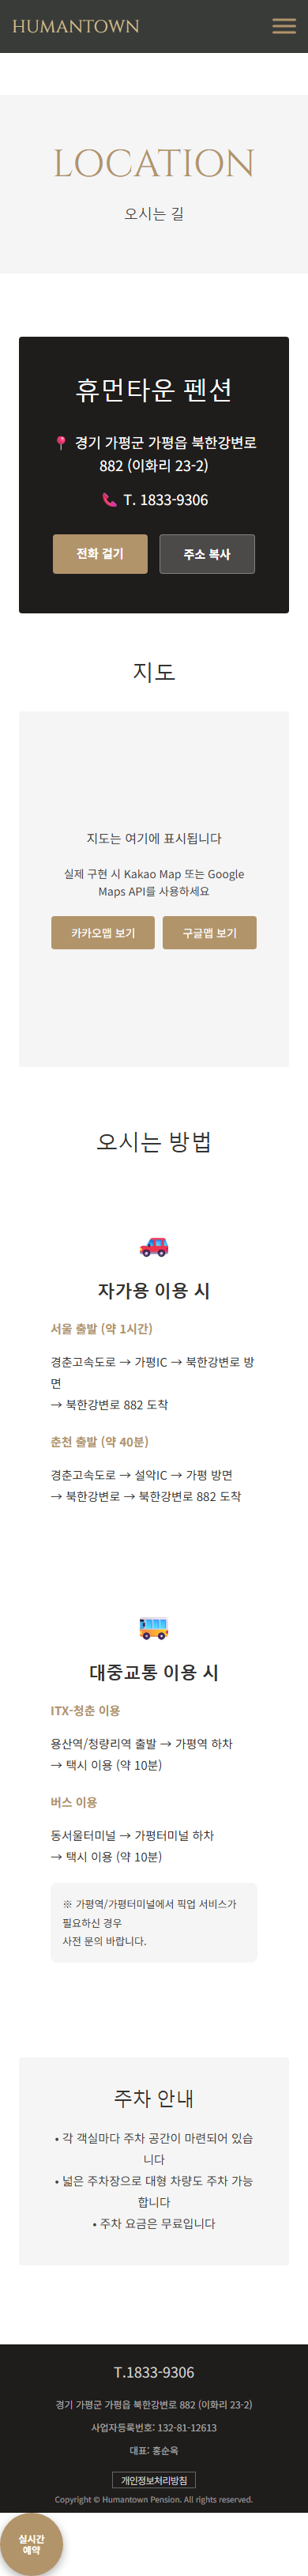 HUMANTOWN
LOCATION
오시는 길
휴먼타운 펜션
📍 경기 가평군 가평읍 북한강변로
882 (이화리 23-2)
📞 T. 1833-9306
전화 걸기
주소 복사
지도
지도는 여기에 표시됩니다
실제 구현 시 Kakao Map 또는 Google
Maps API를 사용하세요
카카오맵 보기
구글맵 보기
오시는 방법
자가용 이용 시
서울 출발 (약 1시간)
경춘고속도로 → 가평IC → 북한강변로 방
면
→ 북한강변로 882 도착
춘천 출발 (약 40분)
경춘고속도로 → 설악IC → 가평 방면
→ 북한강변로 → 북한강변로 882 도착
대중교통 이용 시
ITX-청춘 이용
용산역/청량리역 출발 → 가평역 하차
→ 택시 이용 (약 10분)
버스 이용
동서울터미널 → 가평터미널 하차
→ 택시 이용 (약 10분)
※ 가평역/가평터미널에서 픽업 서비스가
필요하신 경우
사전 문의 바랍니다.
주차 안내
• 각 객실마다 주차 공간이 마련되어 있습
니다
• 넓은 주차장으로 대형 차량도 주차 가능
합니다
• 주차 요금은 무료입니다
T.1833-9306
경기 가평군 가평읍 북한강변로 882 (이화리 23-2)
사업자등록번호: 132-81-12613
대표: 홍순옥
개인정보처리방침
Copyright © Humantown Pension. All rights reserved.
실시간
예약